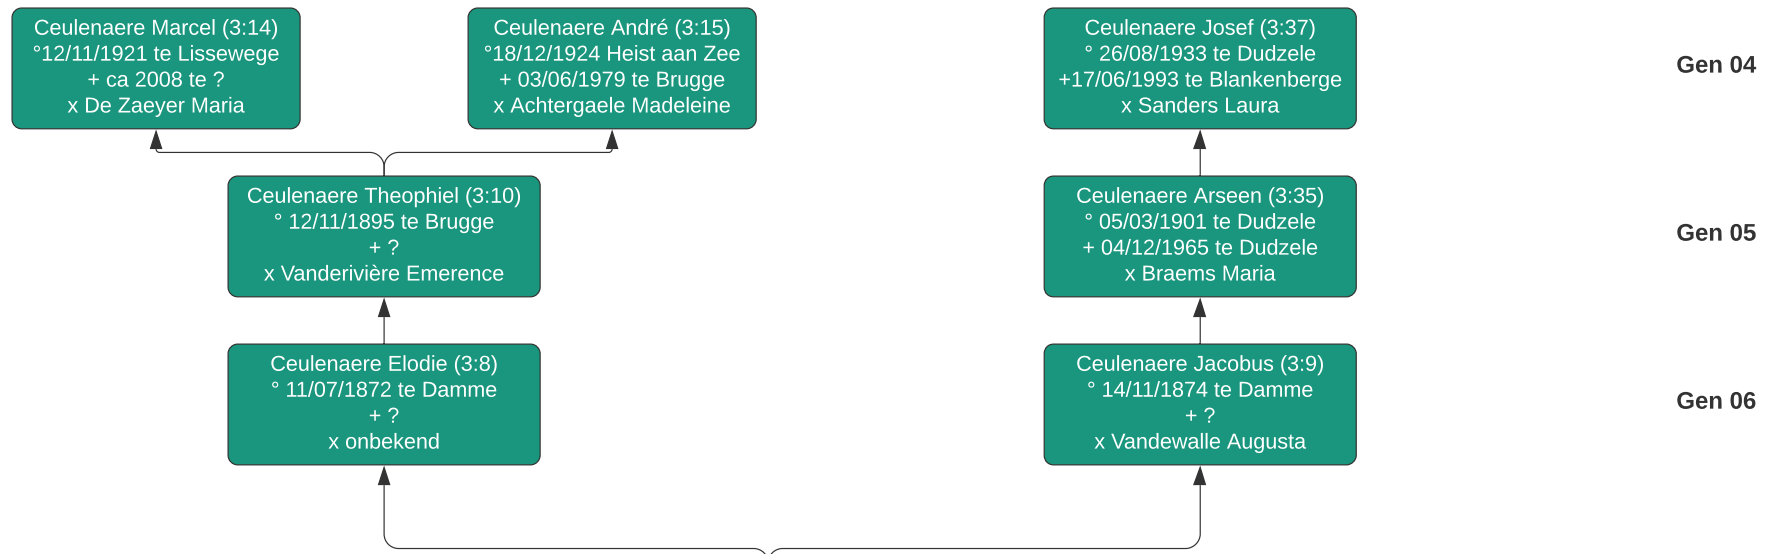 Ceulenaere Marcel (3:14)
°12/11/1921 te Lissewege
+ ca 2008 te ?
x De Zaeyer Maria
Ceulenaere André (3:15)
°18/12/1924 Heist aan Zee
+ 03/06/1979 te Brugge
x Achtergaele Madeleine
Ceulenaere Josef (3:37)
° 26/08/1933 te Dudzele
+17/06/1993 te Blankenberge
x Sanders Laura
Gen 04
Ceulenaere Theophiel (3:10)
° 12/11/1895 te Brugge
+ ?
x Vanderivière Emerence
Ceulenaere Arseen (3:35)
° 05/03/1901 te Dudzele
+ 04/12/1965 te Dudzele
x Braems Maria
Gen 05
Ceulenaere Elodie (3:8)
° 11/07/1872 te Damme
+ ?
x onbekend
Ceulenaere Jacobus (3:9)
° 14/11/1874 te Damme
+ ?
x Vandewalle Augusta
Gen 06